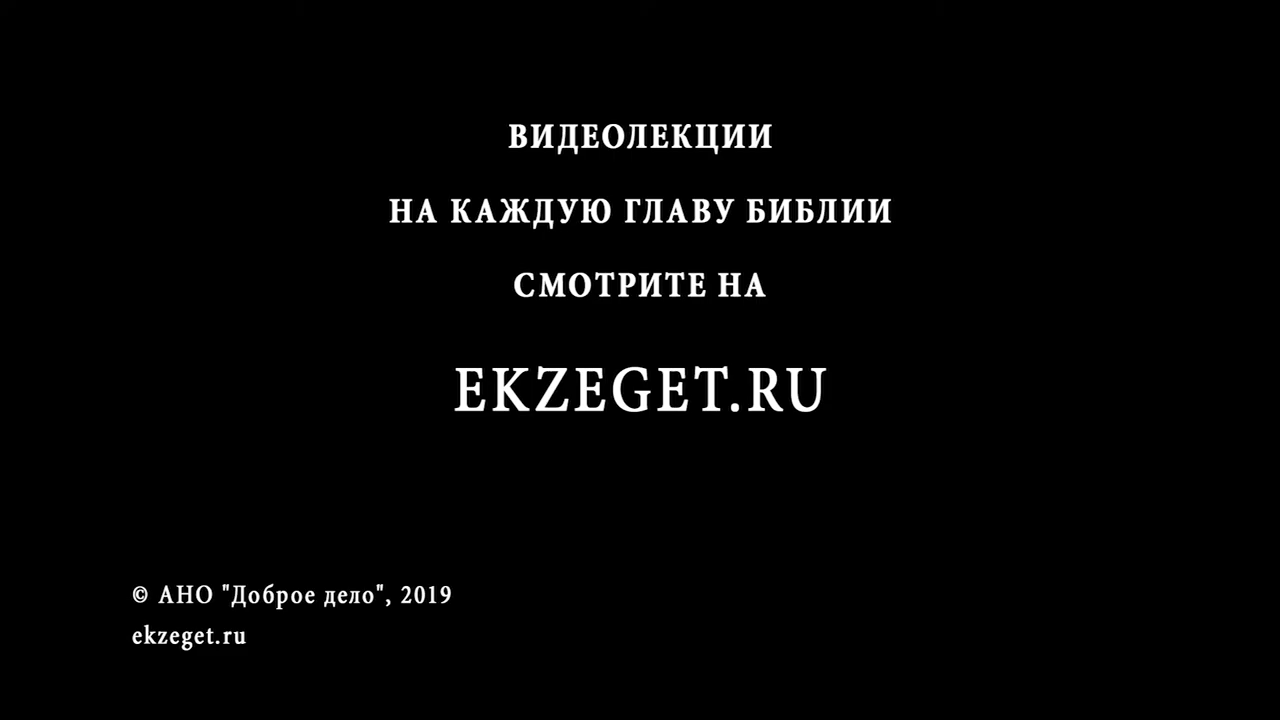 ВИДЕОЛЕКЦИИ
НА КАЖДУЮ ГЛАВУ БИБЛИИ
СМОТРИТЕ НА
EKZEGET.RU
© АНО "Доброе дело", 2019
ekzeget.ru